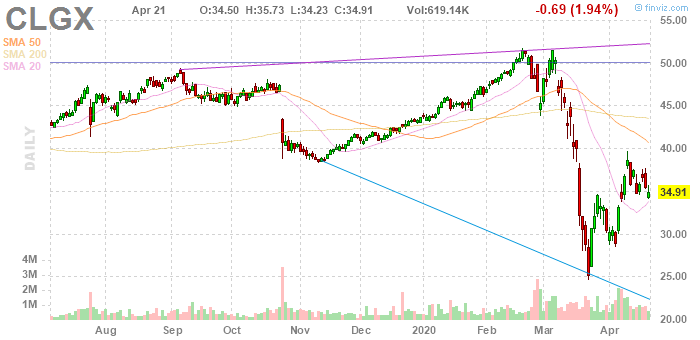 CLGX
Apr 21 O:34.50 H:35.73 L:34.23 C:34.91 Vol:619.14K -0.69 (1.94%)
© finviz.com
SMA 50
SMA 200
SMA 20
DAILY
55.00
50.00
45.00
40.00
34.91
30.00
25.00
20.00
4M
3M
2M
1M
Aug Sep Oct Nov Dec 2020 Feb Mar Apr